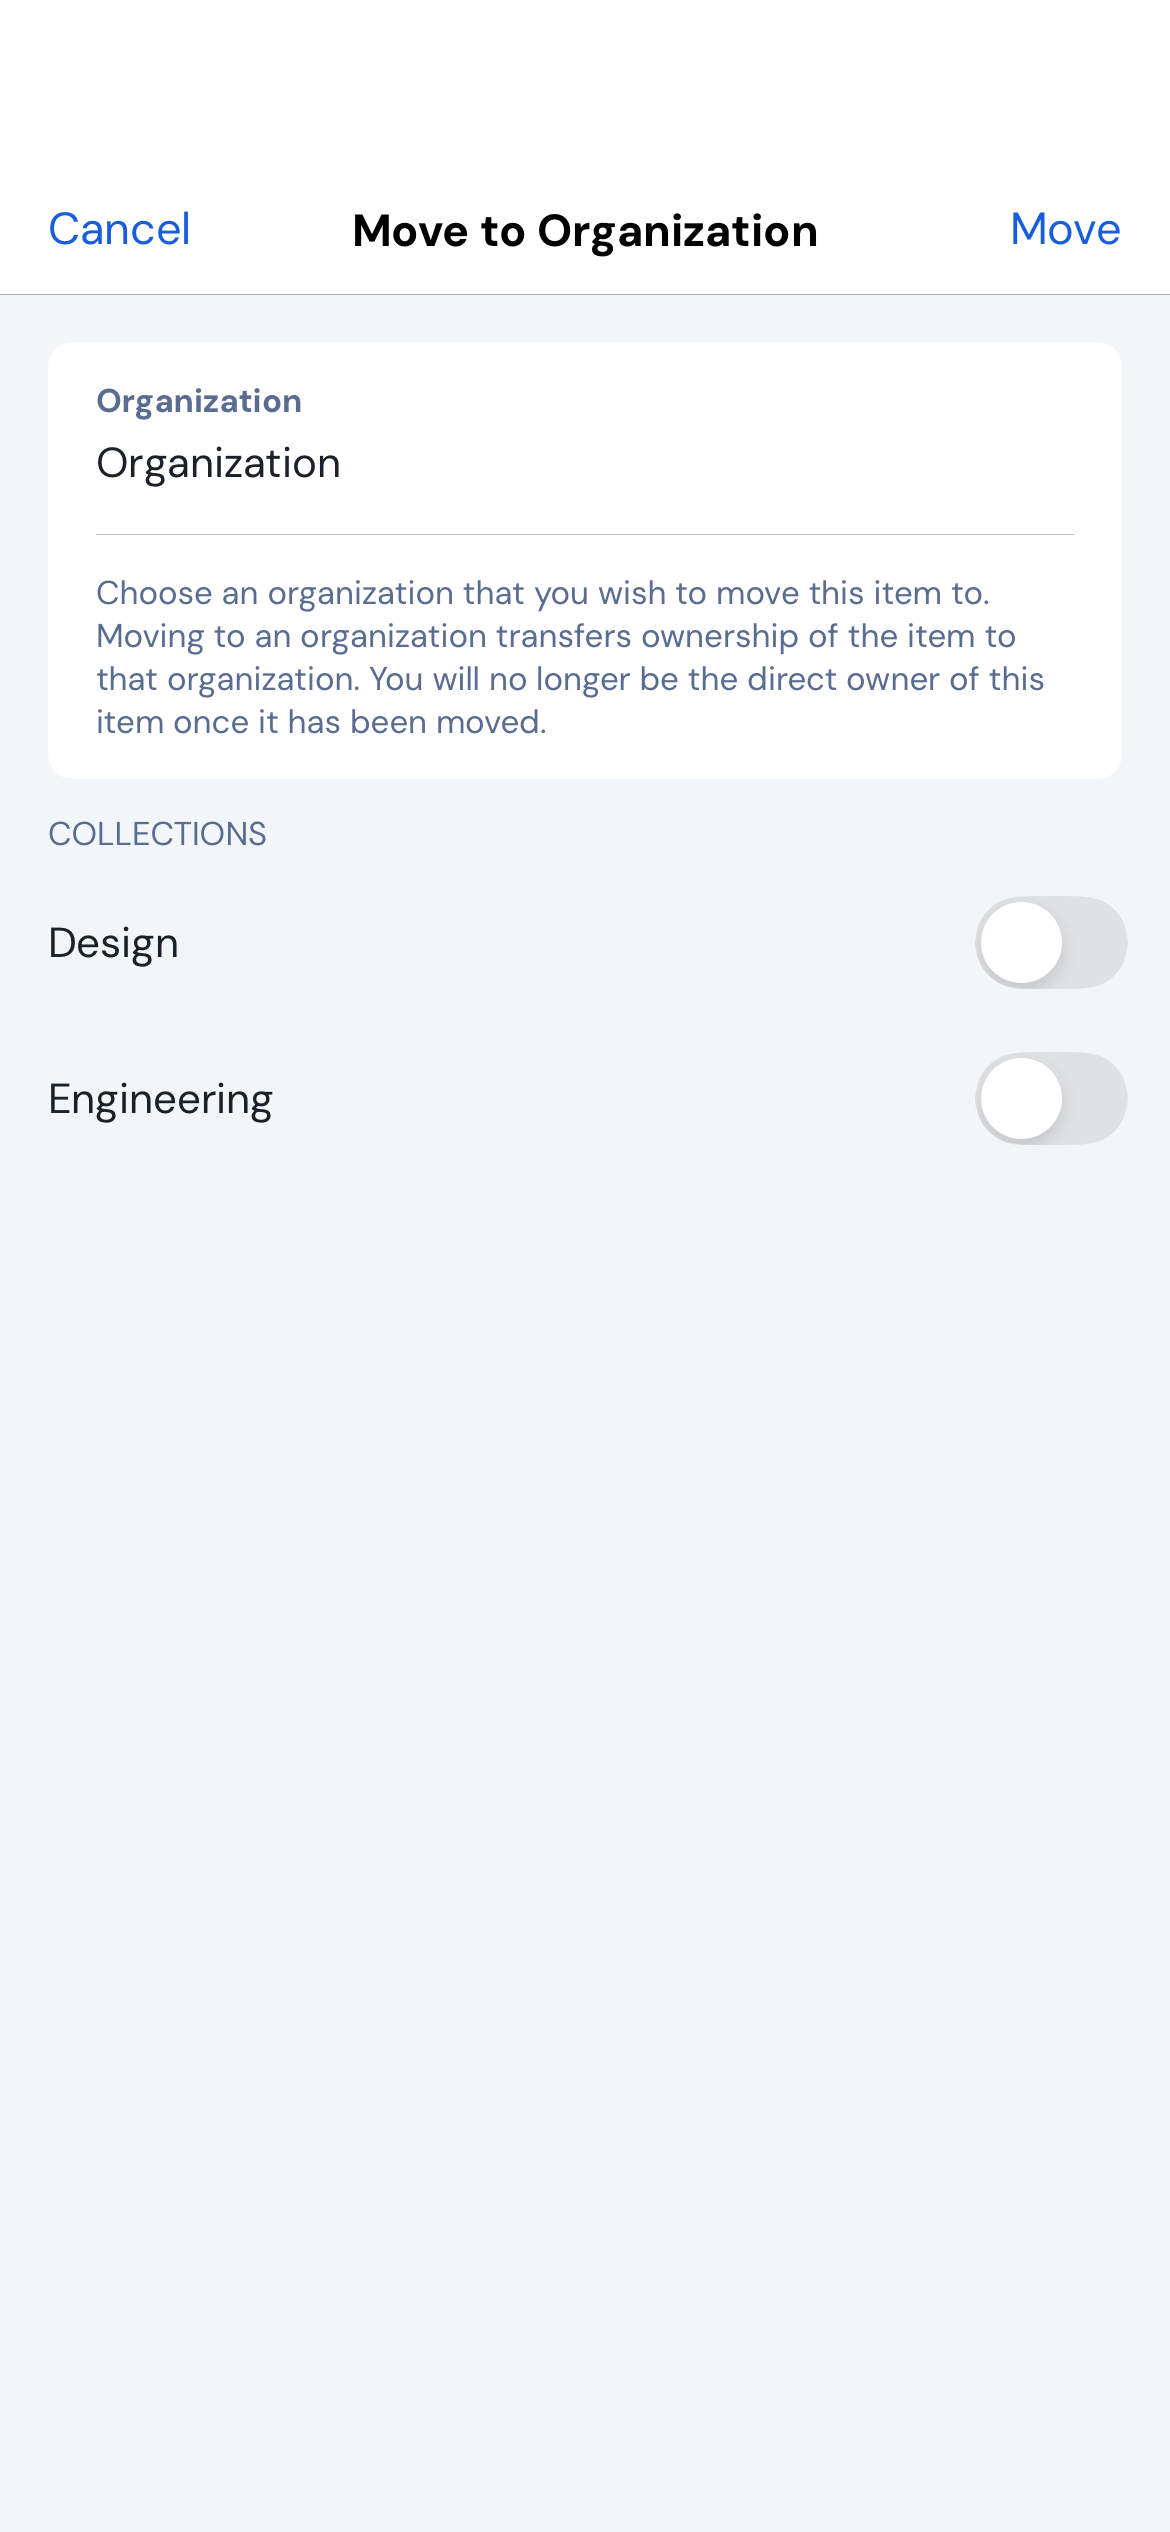 Cancel
Move to Organization
Move
Organization
Organization
Choose an organization that you wish to move this item to.
Moving to an organization transfers ownership of the item to
that organization. You will no longer be the direct owner of this
item once it has been moved.
COLLECTIONS
Design
Engineering